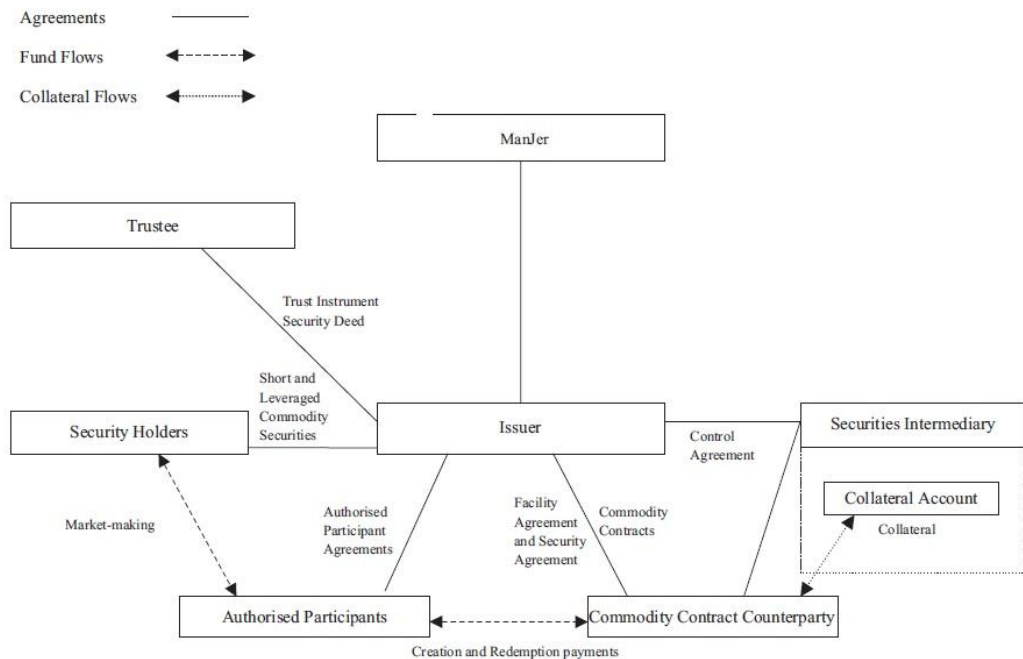 Agreements
Fund Flows
Collateral Flows
ManJer
Trustee
Trust Instrument
Security Deed
Short and
Leveraged
Commodity
Securities
Security Holders
Issuer
Control
Agreement
Securities Intermediary
Collateral Account
Collateral
Market-making
Authorised
Participant
Agreements
Facility
Agreement
and Security
Agreement
Commodity
Contracts
Authorised Participants
Commodity Contract Counterparty
Creation and Redemption payments